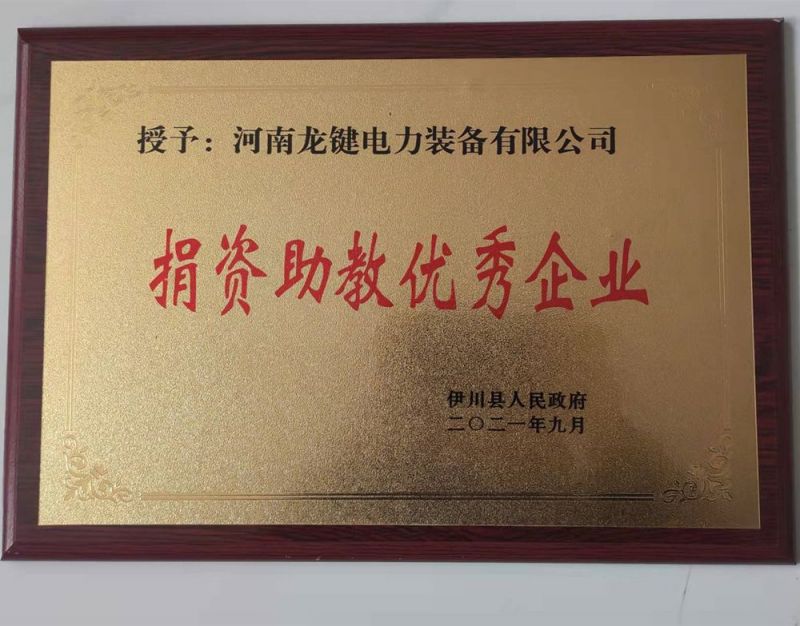 授予：河南龙键电力装备有限公司
捐资助教优秀企业
伊川县人民政府
二〇二一年九月